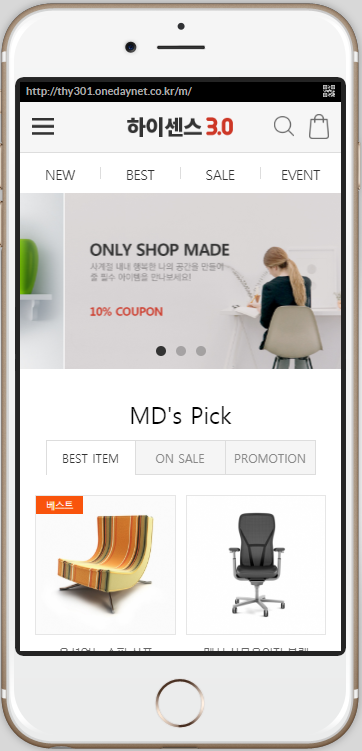 http://thy301.onedaynet.co.kr/m/
하이센스 3.0
NEW BEST SALE EVENT
ONLY SHOP MADE
사계절 내내 행복한 나의 공간을 만들어
줄 필수 아이템을 만나보세요!
10% COUPON
MD's Pick
BEST ITEM ON SALE PROMOTION
베스트